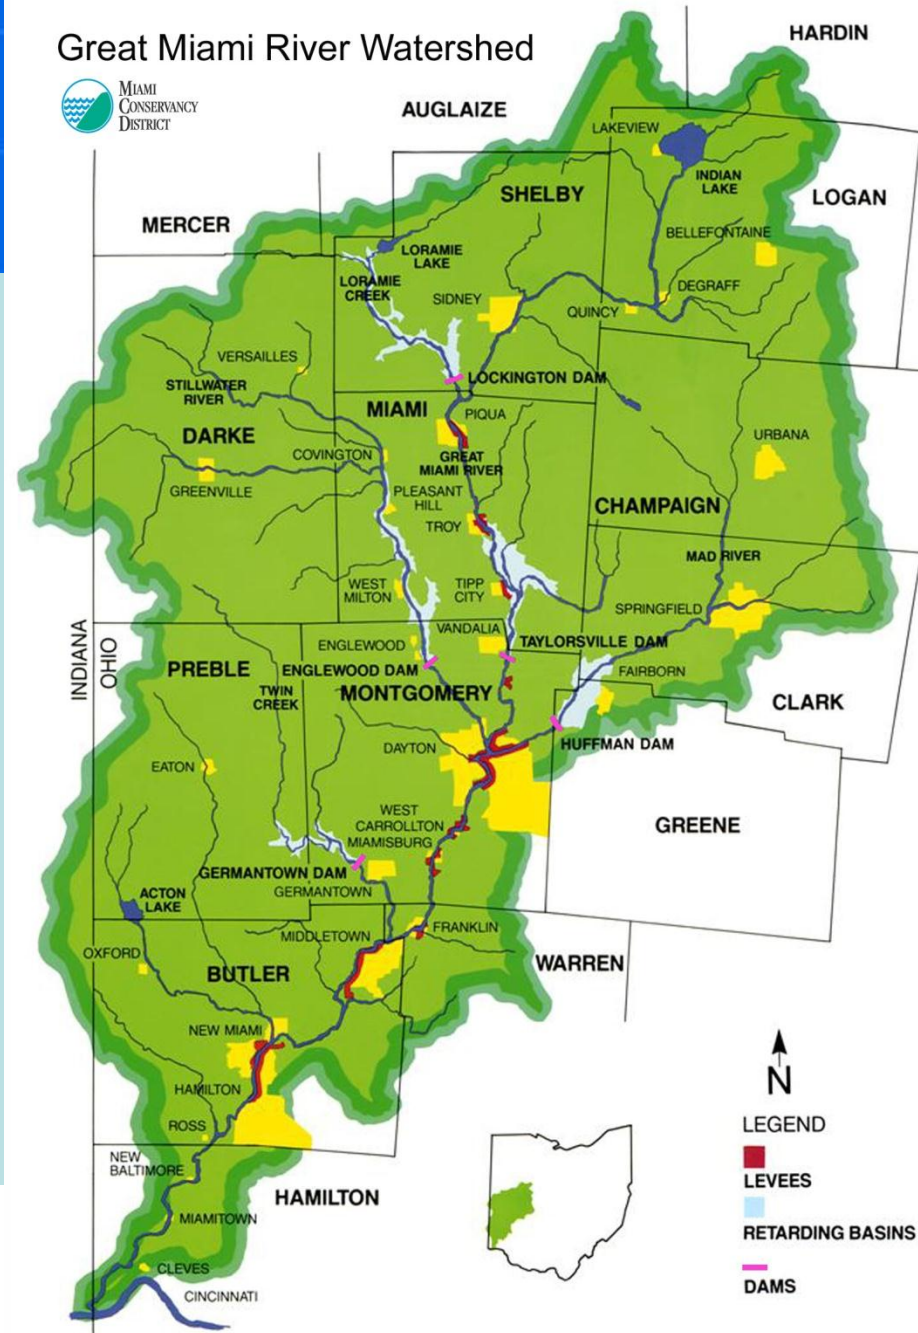 Great Miami River Watershed
MIAMI
CONSERVANCY
DISTRICT
HARDIN
AUGLAIZE
LAKEVIEW
INDIAN
LAKE
SHELBY
LOGAN
MERCER
BELLEFONTAINE
LORAMIE
LAKE
LORAMIE
CREEK
SIDNEY
DEGRAFF
QUINCY
VERSAILLES
STILLWATER
RIVER
LOCKINGTON DAM
MIAMI
PIQUA
DARKE
URBANA
COVINGTON
GREAT
MIAMI RIVER
GREENVILLE
PLEASANT
HILL
CHAMPAIGN
TROY
MAD RIVER
WEST
MILTON
TIPP
CITY
SPRINGFIELD
VANDALIA
INDIANA
OHIO
ENGLEWOOD
TAYLORSVILLE DAM
PREBLE
ENGLEWOOD DAM
FAIRBORN
TWIN
CREEK
MONTGOMERY
CLARK
DAYTON
HUFFMAN DAM
EATON
WEST
CARROLLTON
MIAMISBURG
GREENE
GERMANTOWN DAM
GERMANTOWN
ACTON
LAKE
MIDDLETOWN
FRANKLIN
OXFORD
BUTLER
WARREN
NEW MIAMI
HAMILTON
ROSS
NEW
BALTIMORE
HAMILTON
MIAMITOWN
CLEVES
CINCINNATI
N
LEGEND
LEVEES
RETARDING BASINS
DAMS